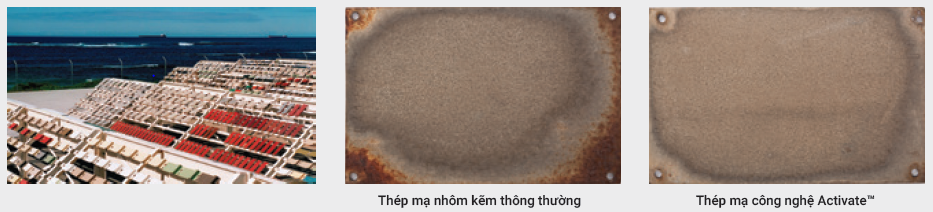 Thép mạ nhôm kẽm thông thường
Thép mạ công nghệ Activate™